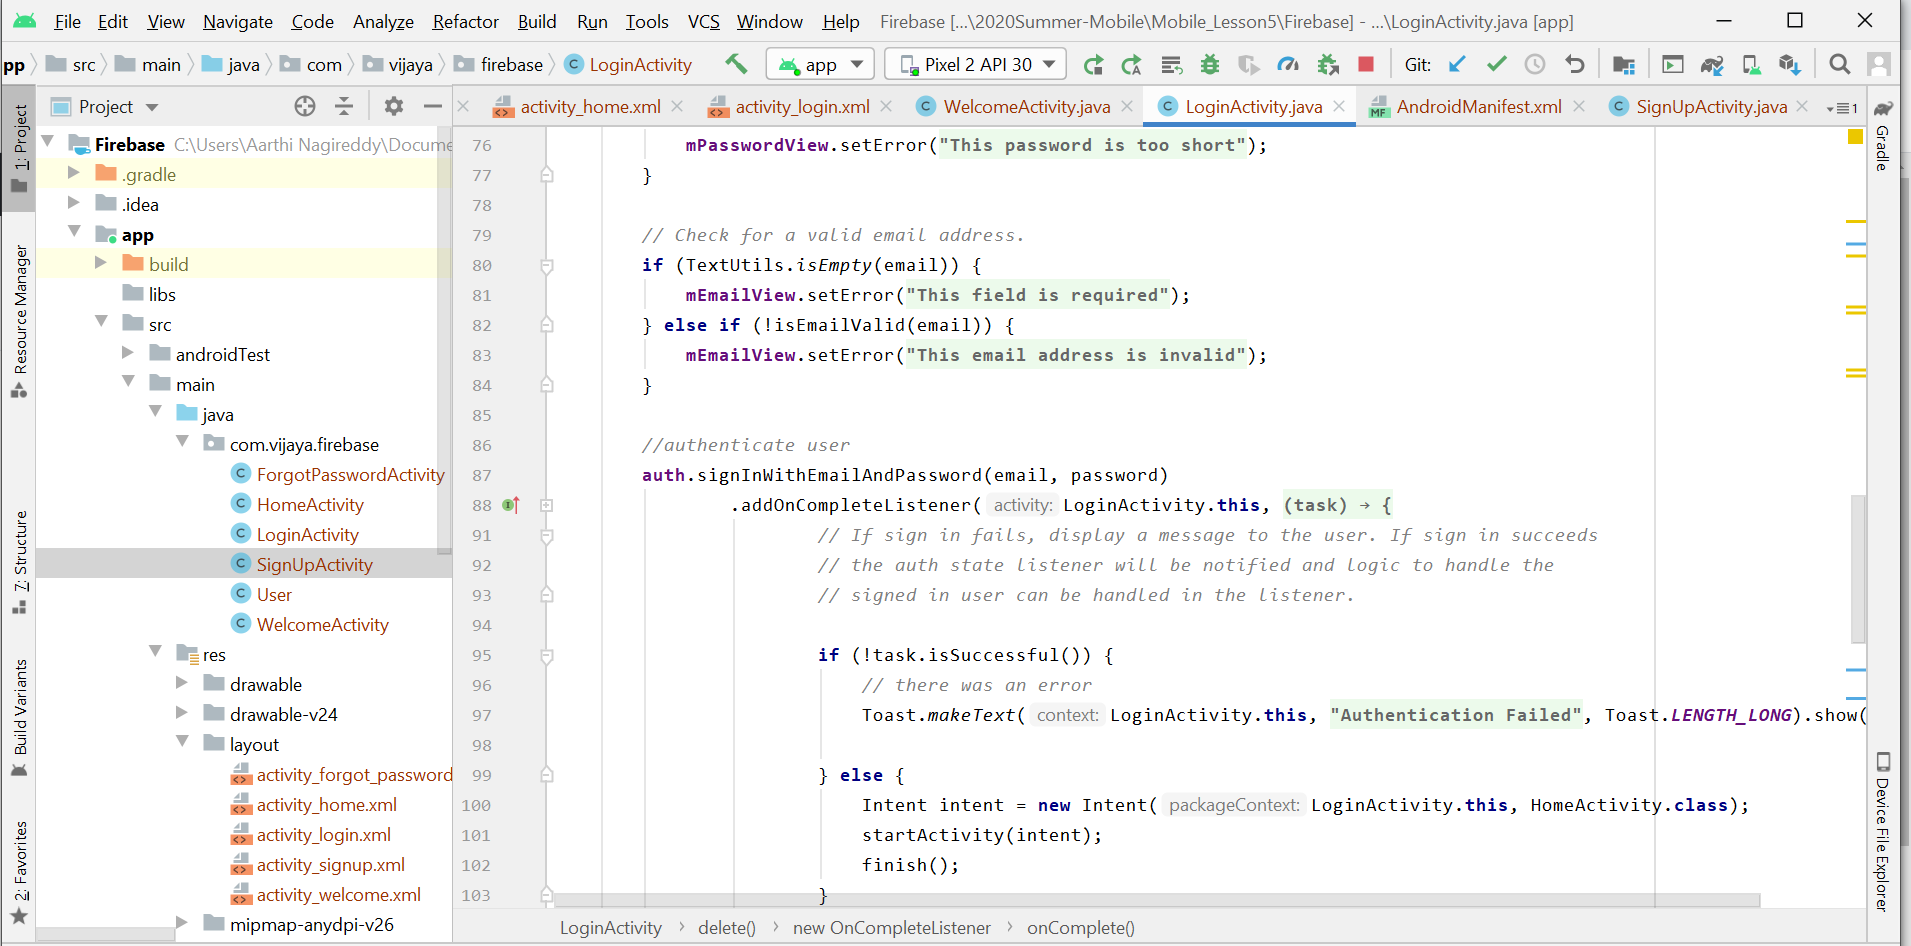 File Edit View Navigate Code Analyze Refactor Build Run Tools VCS Window Help Firebase [...\2020Summer-Mobile\Mobile_Lesson5\Firebase] - ...\LoginActivity.java [app]
pp src main java com vijaya firebase C LoginActivity app Pixel 2 API 30 Git:
Project
activity_home.xml activity_login.xml C WelcomeActivity.java C LoginActivity.java MF AndroidManifest.xml C SignUpActivity.java 1
1: Project
Resource Manager
7: Structure
Build Variants
2: Favorites
Firebase C:\Users\Aarthi Nagireddy\Docume
.gradle
.idea
app
build
libs
src
androidTest
main
java
com.vijaya.firebase
C ForgotPasswordActivity
C HomeActivity
C LoginActivity
C SignUpActivity
C User
C WelcomeActivity
res
drawable
drawable-v24
layout
activity_forgot_password
activity_home.xml
activity_login.xml
activity_signup.xml
activity_welcome.xml
mipmap-anydpi-v26
76 mPasswordView.setError("This password is too short");
77 }
78
79 // Check for a valid email address.
80 if (TextUtils.isEmpty(email)) {
81 mEmailView.setError("This field is required");
82 } else if (!isEmailValid(email)) {
83 mEmailView.setError("This email address is invalid");
84 }
85
86 //authenticate user
87 auth.signInWithEmailAndPassword(email, password)
88 .addOnCompleteListener( activity: LoginActivity.this, (task) → {
91 // If sign in fails, display a message to the user. If sign in succeeds
92 // the auth state listener will be notified and logic to handle the
93 // signed in user can be handled in the listener.
94
95 if (!task.isSuccessful()) {
96 // there was an error
97 Toast.makeText( context: LoginActivity.this, "Authentication Failed", Toast.LENGTH_LONG).show(
98
99 } else {
100 Intent intent = new Intent( packageContext: LoginActivity.this, HomeActivity.class);
101 startActivity(intent);
102 finish();
103 }
LoginActivity › delete() › new OnCompleteListener › onComplete()
Gradle
Device File Explorer